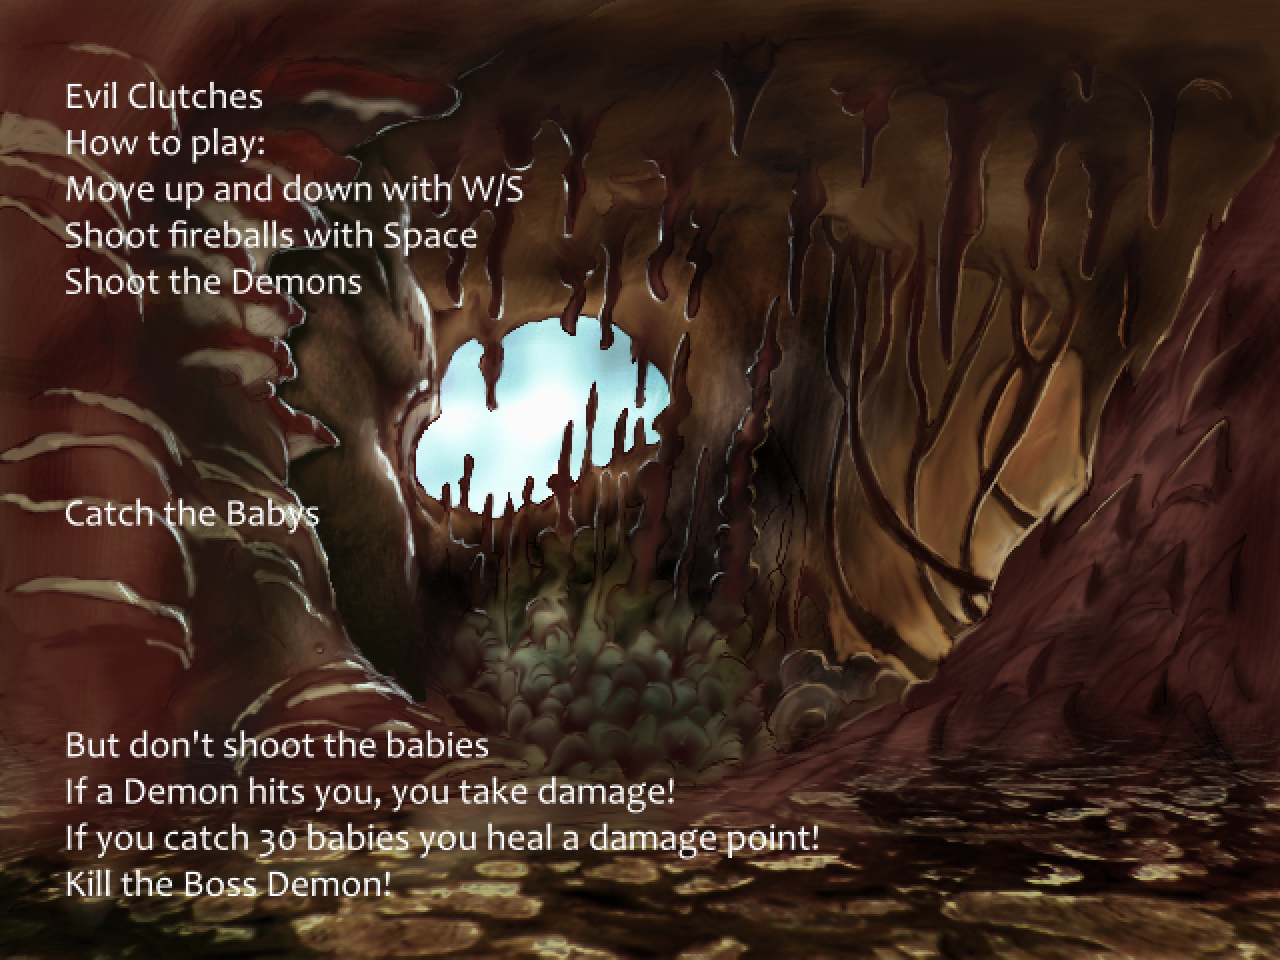 Evil Clutches
How to play:
Move up and down with W/S
Shoot fireballs with Space
Shoot the Demons
Catch the Babys
But don't shoot the babies
If a Demon hits you, you take damage!
If you catch 30 babies you heal a damage point!
Kill the Boss Demon!